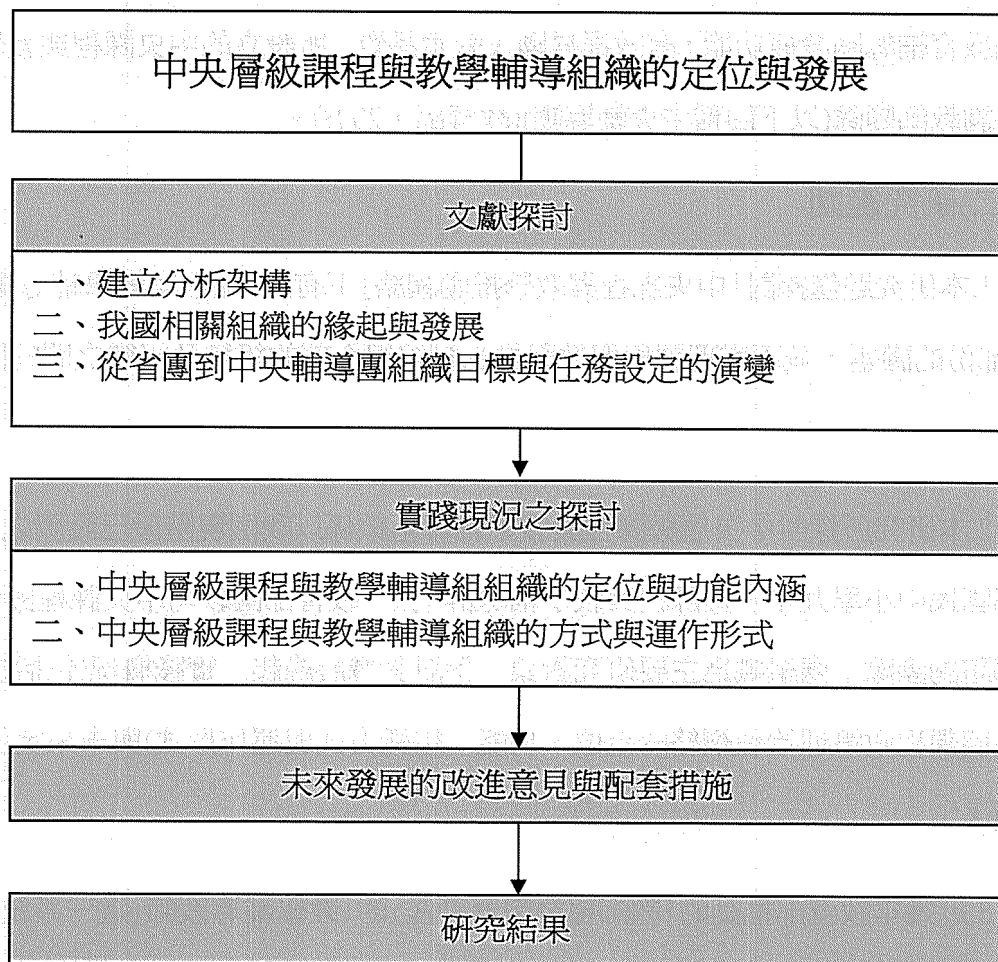 中央層級課程與教學輔導組織的定位與發展
文獻探討
一、建立分析架構
二、我國相關組織的緣起與發展
三、從省團到中央輔導團組織目標與任務設定的演變
實踐現況之探討
一、中央層級課程與教學輔導組組織的定位與功能內涵
二、中央層級課程與教學輔導組織的方式與運作形式
未來發展的改進意見與配套措施
研究結果